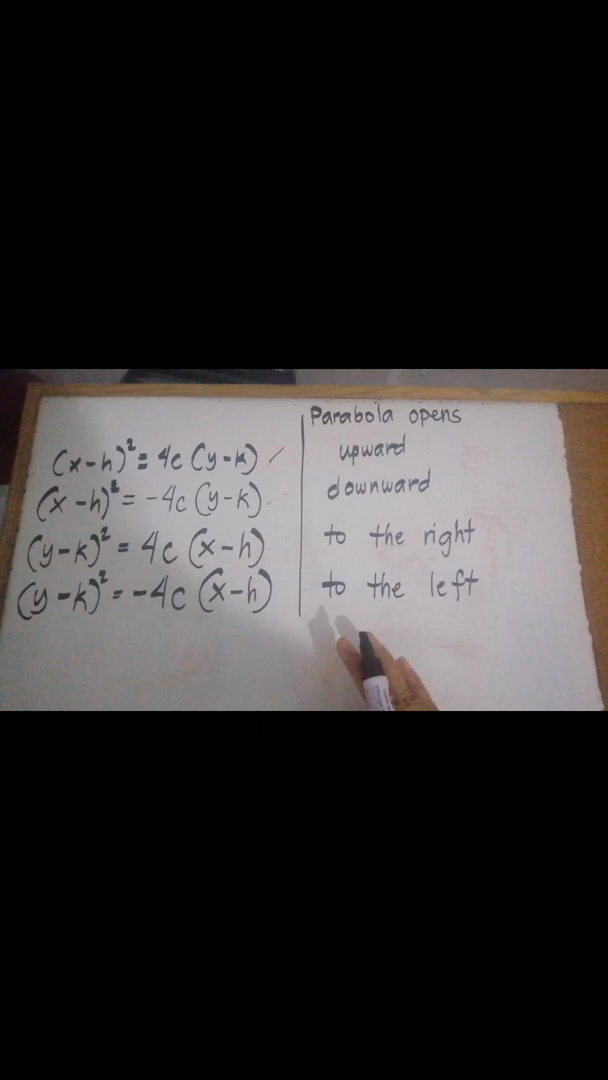 Parabola opens
(x-h)² = 4c (y-k) ✓ upward
(x-h)² = -4c (y-k) downward
(y-k)² = 4c (x-h) to the right
(y-k)² = -4c (x-h) to the left